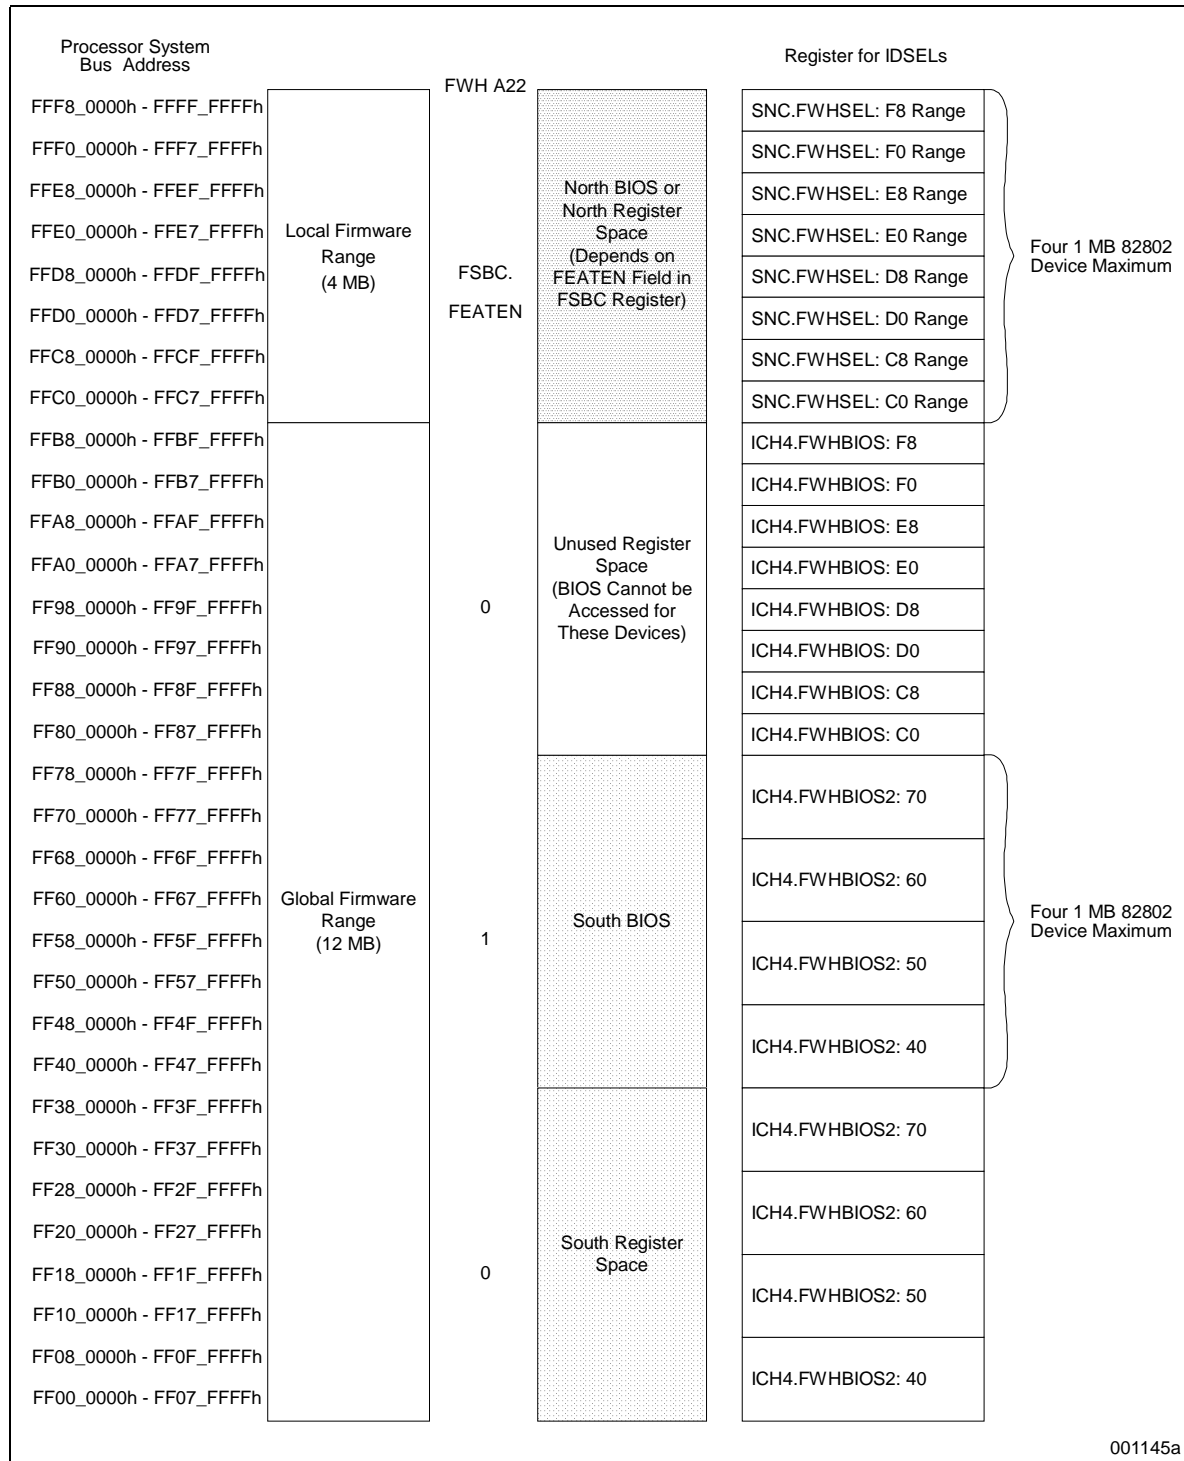 Processor System
Bus Address
Register for IDSELs
FWH A22
FFF8_0000h - FFFF_FFFFh
FFF0_0000h - FFF7_FFFFh
FFE8_0000h - FFEF_FFFFh
FFE0_0000h - FFE7_FFFFh
FFD8_0000h - FFDF_FFFFh
FFD0_0000h - FFD7_FFFFh
FFC8_0000h - FFCF_FFFFh
FFC0_0000h - FFC7_FFFFh
FFB8_0000h - FFBF_FFFFh
FFB0_0000h - FFB7_FFFFh
FFA8_0000h - FFAF_FFFFh
FFA0_0000h - FFA7_FFFFh
FF98_0000h - FF9F_FFFFh
FF90_0000h - FF97_FFFFh
FF88_0000h - FF8F_FFFFh
FF80_0000h - FF87_FFFFh
FF78_0000h - FF7F_FFFFh
FF70_0000h - FF77_FFFFh
FF68_0000h - FF6F_FFFFh
FF60_0000h - FF67_FFFFh
FF58_0000h - FF5F_FFFFh
FF50_0000h - FF57_FFFFh
FF48_0000h - FF4F_FFFFh
FF40_0000h - FF47_FFFFh
FF38_0000h - FF3F_FFFFh
FF30_0000h - FF37_FFFFh
FF28_0000h - FF2F_FFFFh
FF20_0000h - FF27_FFFFh
FF18_0000h - FF1F_FFFFh
FF10_0000h - FF17_FFFFh
FF08_0000h - FF0F_FFFFh
FF00_0000h - FF07_FFFFh
Local Firmware
Range
(4 MB)
Global Firmware
Range
(12 MB)
FSBC.
FEATEN
0
1
0
North BIOS or
North Register
Space
(Depends on
FEATEN Field in
FSBC Register)
Unused Register
Space
(BIOS Cannot be
Accessed for
These Devices)
South BIOS
South Register
Space
SNC.FWHSEL: F8 Range
SNC.FWHSEL: F0 Range
SNC.FWHSEL: E8 Range
SNC.FWHSEL: E0 Range
SNC.FWHSEL: D8 Range
SNC.FWHSEL: D0 Range
SNC.FWHSEL: C8 Range
SNC.FWHSEL: C0 Range
ICH4.FWHBIOS: F8
ICH4.FWHBIOS: F0
ICH4.FWHBIOS: E8
ICH4.FWHBIOS: E0
ICH4.FWHBIOS: D8
ICH4.FWHBIOS: D0
ICH4.FWHBIOS: C8
ICH4.FWHBIOS: C0
ICH4.FWHBIOS2: 70
ICH4.FWHBIOS2: 60
ICH4.FWHBIOS2: 50
ICH4.FWHBIOS2: 40
ICH4.FWHBIOS2: 70
ICH4.FWHBIOS2: 60
ICH4.FWHBIOS2: 50
ICH4.FWHBIOS2: 40
Four 1 MB 82802
Device Maximum
Four 1 MB 82802
Device Maximum
001145a